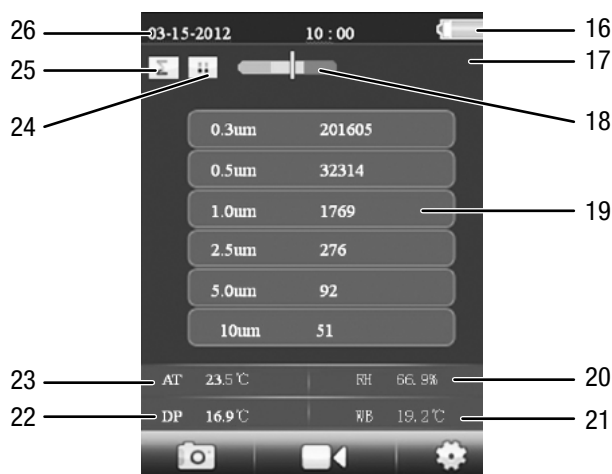 26 03-15-2012 10 : 00 16
25 Σ 17
24 18
0.3um 201605
0.5um 32314
1.0um 1769 19
2.5um 276
5.0um 92
10um 51
23 AT 23.5℃ RH 66.9% 20
22 DP 16.9℃ WB 19.2℃ 21